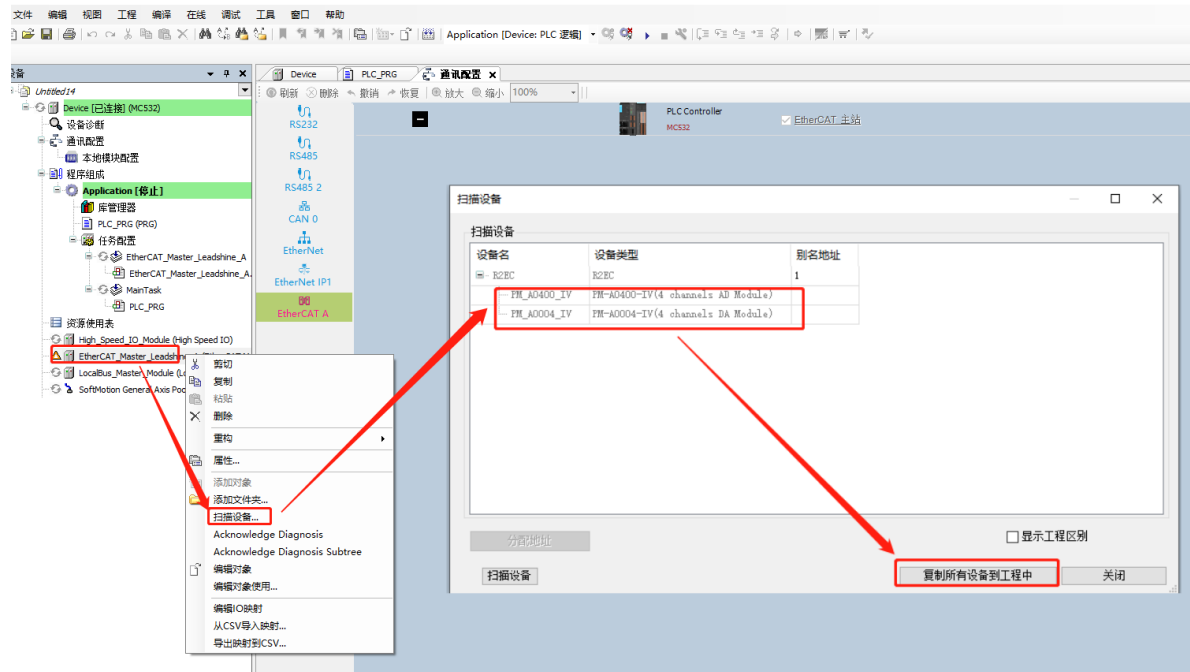 文件 编辑 视图 工程 编译 在线 调试 工具 窗口 帮助
Application [Device: PLC 逻辑]
Device PLC_PRG 通讯配置
刷新 删除 撤销 恢复 放大 缩小 100%
Untitled14
Device [已连接] (MC532)
设备诊断
通讯配置
本地模块配置
程序组成
Application [停止]
库管理器
PLC_PRG (PRG)
任务配置
EtherCAT_Master_Leadshine_A
EtherCAT_Master_Leadshine_A.
MainTask
PLC_PRG
资源使用表
High_Speed_IO_Module (High Speed IO)
EtherCAT_Master_Leadshine
LocalBus_Master_Module (Lo
SoftMotion General Axis Poo
RS232
RS485
RS485 2
CAN 0
EtherNet
EtherNet IP1
EtherCAT A
PLC Controller
MC532
EtherCAT 主站
剪切
复制
粘贴
删除
重构
属性...
添加对象
添加文件夹...
扫描设备...
Acknowledge Diagnosis
Acknowledge Diagnosis Subtree
编辑对象
编辑对象使用...
编辑IO映射
从CSV导入映射...
导出映射到CSV...
扫描设备
扫描设备
设备名 设备类型 别名地址
R2EC R2EC 1
PM_A0400_IV PM-A0400-IV(4 channels AD Module)
PM_A0004_IV PM-A0004-IV(4 channels DA Module)
分配地址
显示工程区别
扫描设备 复制所有设备到工程中 关闭